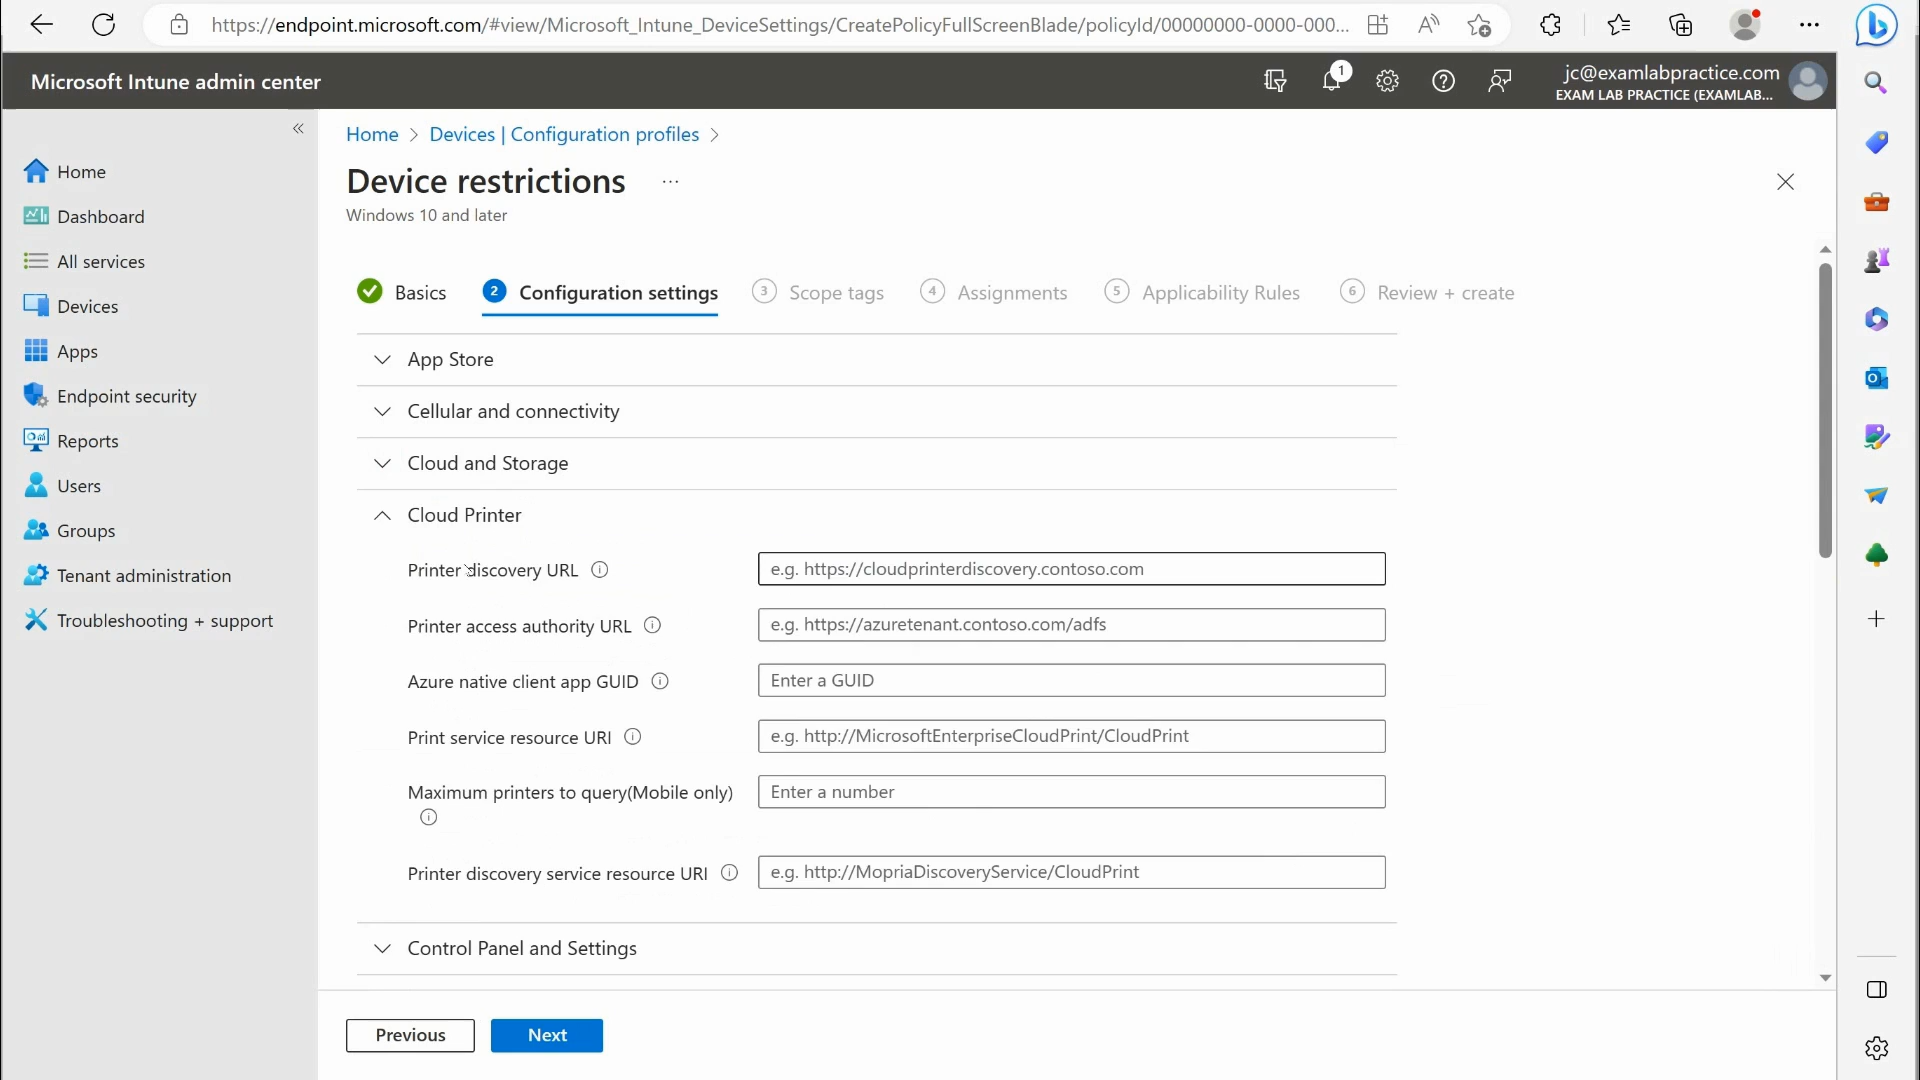 https://endpoint.microsoft.com/#view/Microsoft_Intune_DeviceSettings/CreatePolicyFullScreenBlade/policyId/00000000-0000-000...
Microsoft Intune admin center
1
jc@examlabpractice.com
EXAM LAB PRACTICE (EXAMLAB...
Home
Dashboard
All services
Devices
Apps
Endpoint security
Reports
Users
Groups
Tenant administration
Troubleshooting + support
Home > Devices | Configuration profiles >
Device restrictions ...
Windows 10 and later
Basics 2 Configuration settings 3 Scope tags 4 Assignments 5 Applicability Rules 6 Review + create
App Store
Cellular and connectivity
Cloud and Storage
Cloud Printer
Printer discovery URL e.g. https://cloudprinterdiscovery.contoso.com
Printer access authority URL e.g. https://azuretenant.contoso.com/adfs
Azure native client app GUID Enter a GUID
Print service resource URI e.g. http://MicrosoftEnterpriseCloudPrint/CloudPrint
Maximum printers to query(Mobile only) Enter a number
Printer discovery service resource URI e.g. http://MopriaDiscoveryService/CloudPrint
Control Panel and Settings
Previous Next